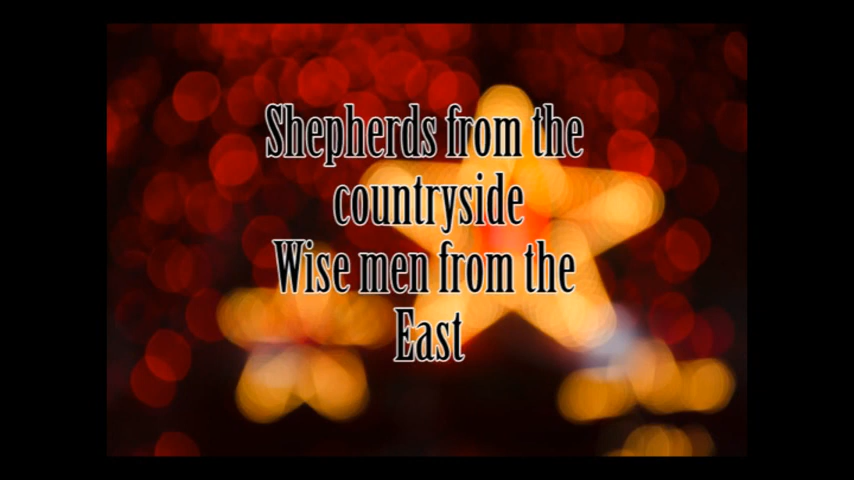 Shepherds from the
countryside
Wise men from the
East